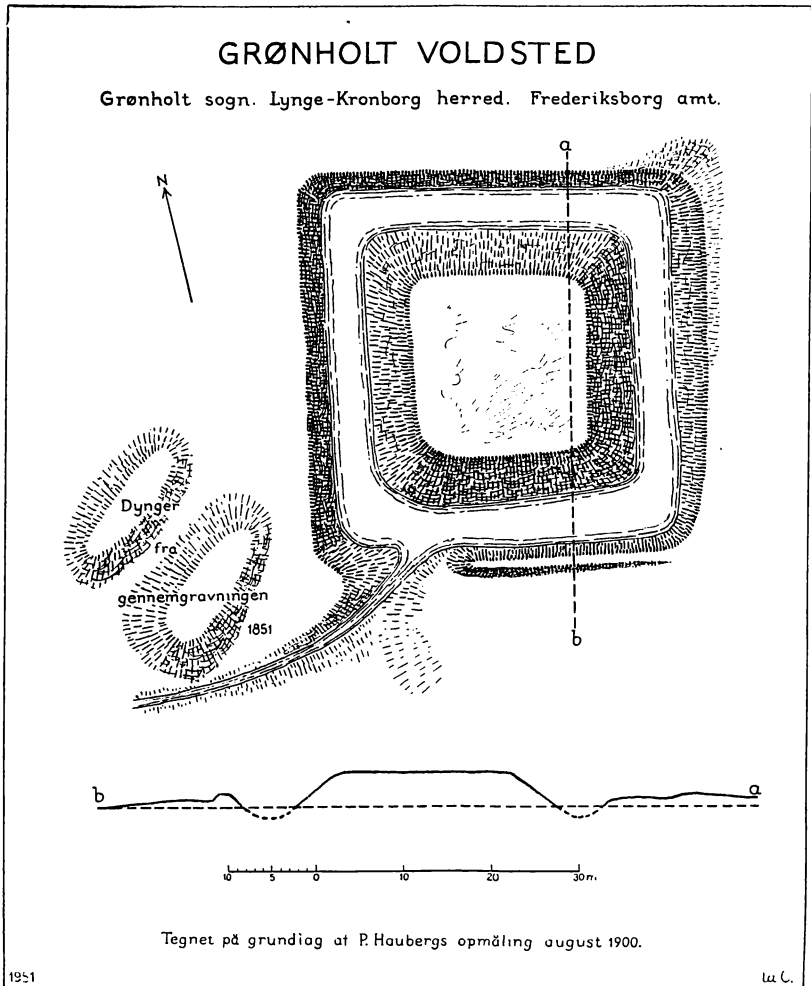 GRØNHOLT VOLDSTED
Grønholt sogn. Lynge-Kronborg herred. Frederiksborg amt.
a
N
Dynger
fra
gennemgravningen
1851
b
b
a
10 5 0 10 20 30 m.
Tegnet på grundlag af P. Haubergs opmåling august 1900.
1951